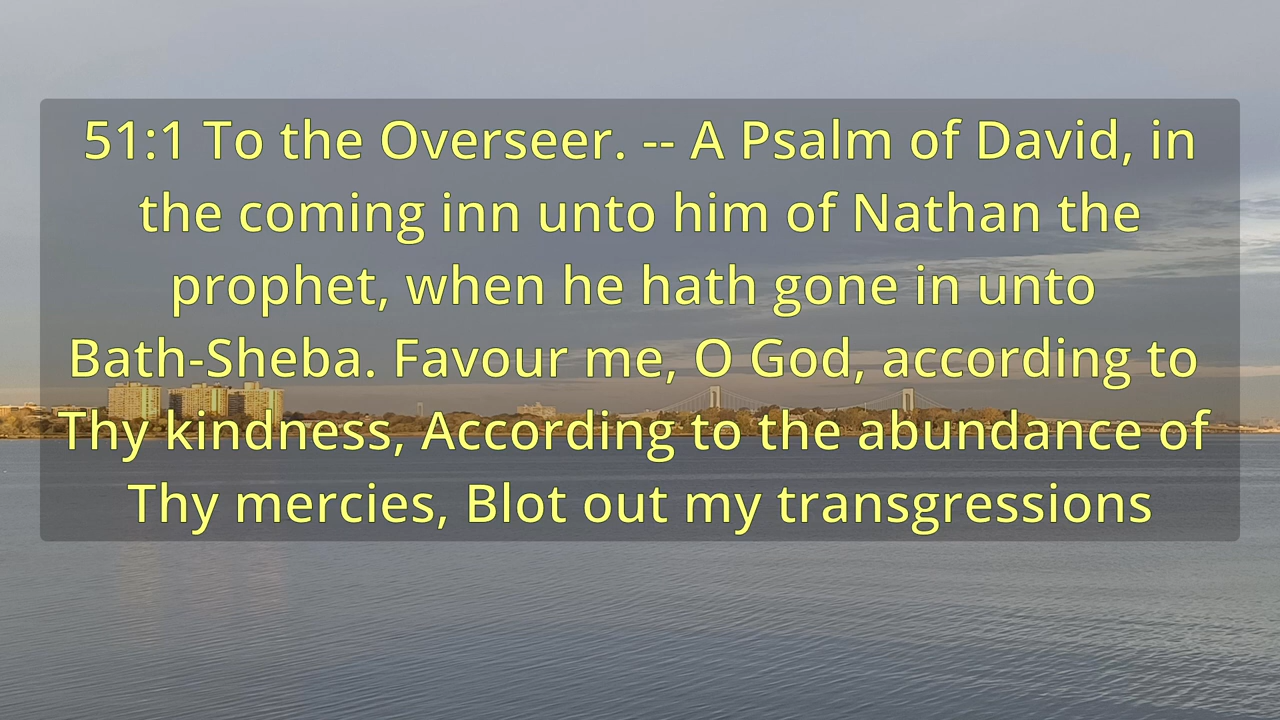 51:1 To the Overseer. -- A Psalm of David, in
the coming inn unto him of Nathan the
prophet, when he hath gone in unto
Bath-Sheba. Favour me, O God, according to
Thy kindness, According to the abundance of
Thy mercies, Blot out my transgressions